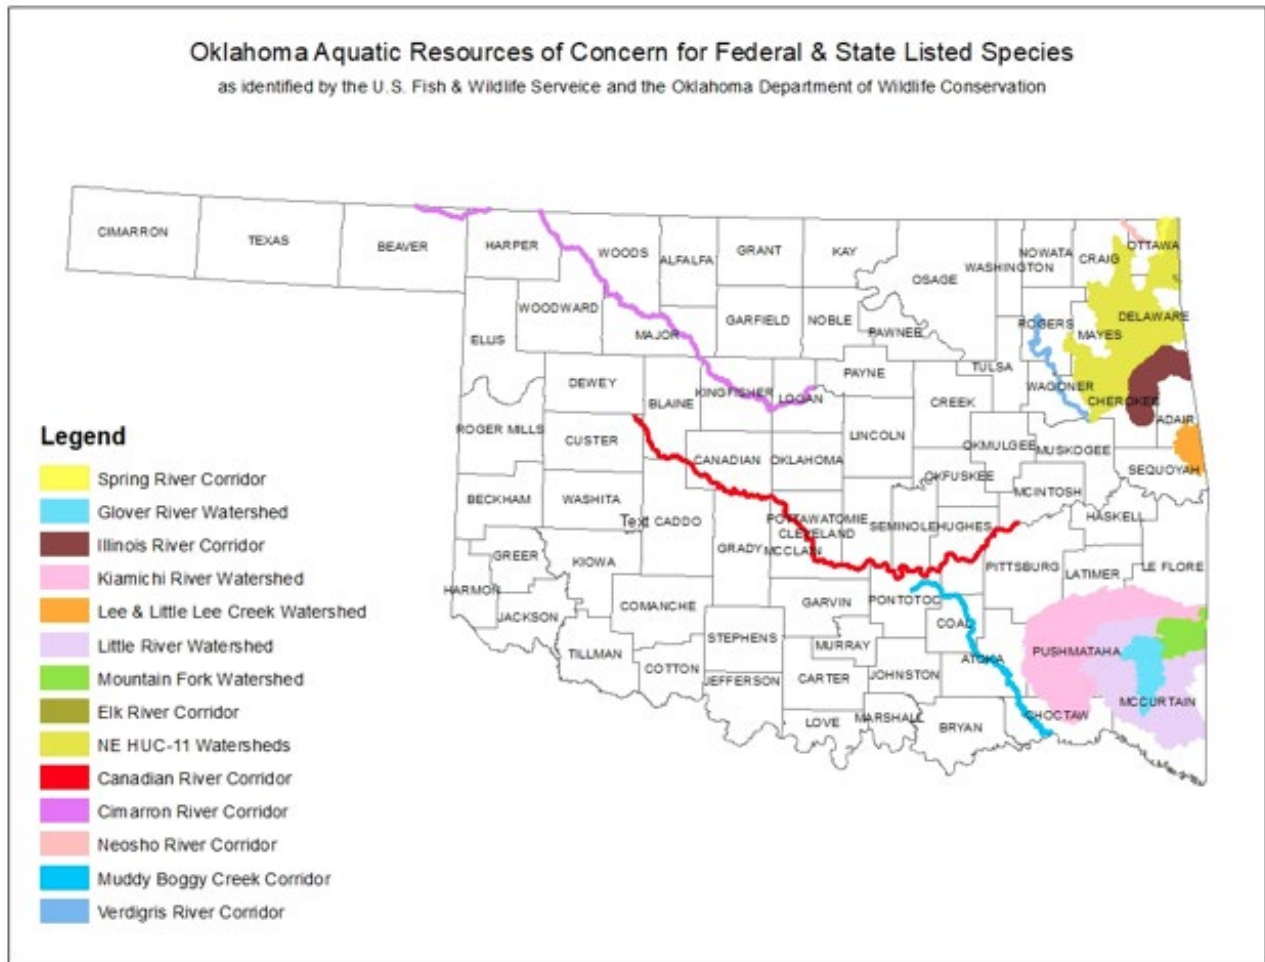 Oklahoma Aquatic Resources of Concern for Federal & State Listed Species
as identified by the U.S. Fish & Wildlife Serveice and the Oklahoma Department of Wildlife Conservation
CIMARRON
TEXAS
BEAVER
HARPER
WOODS
ALFALFA
GRANT
KAY
OSAGE
WASHINGTON
NOWATA
CRAIG
OTTAWA
WOODWARD
ELLIS
MAJOR
GARFIELD
NOBLE
PAWNEE
ROGERS
MAYES
DELAWARE
DEWEY
BLAINE
KINGFISHER
LOGAN
PAYNE
TULSA
CREEK
WAGONER
CHEROKEE
ADAIR
ROGER MILLS
CUSTER
CANADIAN
OKLAHOMA
LINCOLN
OKMULGEE
MUSKOGEE
SEQUOYAH
BECKHAM
WASHITA
Text
CADDO
GRADY
POTTAWATOMIE
CLEVELAND
MCCLAIN
SEMINOLE
HUGHES
OKFUSKEE
MCINTOSH
HASKELL
GREER
KIOWA
HARMON
JACKSON
COMANCHE
GARVIN
PONTOTOC
PITTSBURG
LATIMER
LE FLORE
TILLMAN
COTTON
STEPHENS
JEFFERSON
MURRAY
CARTER
JOHNSTON
COAL
ATOKA
PUSHMATAHA
LOVE
MARSHALL
BRYAN
CHOCTAW
MCCURTAIN
Legend
Spring River Corridor
Glover River Watershed
Illinois River Corridor
Kiamichi River Watershed
Lee & Little Lee Creek Watershed
Little River Watershed
Mountain Fork Watershed
Elk River Corridor
NE HUC-11 Watersheds
Canadian River Corridor
Cimarron River Corridor
Neosho River Corridor
Muddy Boggy Creek Corridor
Verdigris River Corridor